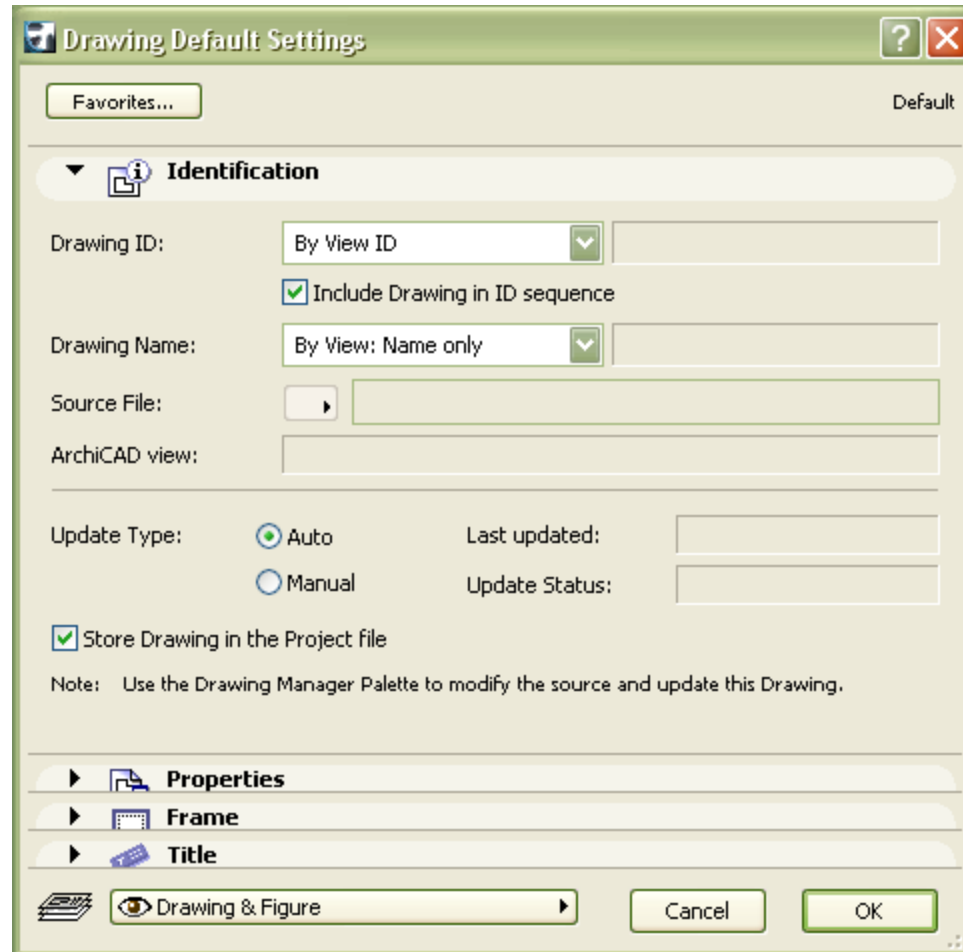 Drawing Default Settings
Favorites...
Default
Identification
Drawing ID:
By View ID
Include Drawing in ID sequence
Drawing Name:
By View: Name only
Source File:
ArchiCAD view:
Update Type:
Auto
Last updated:
Manual
Update Status:
Store Drawing in the Project file
Note: Use the Drawing Manager Palette to modify the source and update this Drawing.
Properties
Frame
Title
Drawing & Figure
Cancel
OK